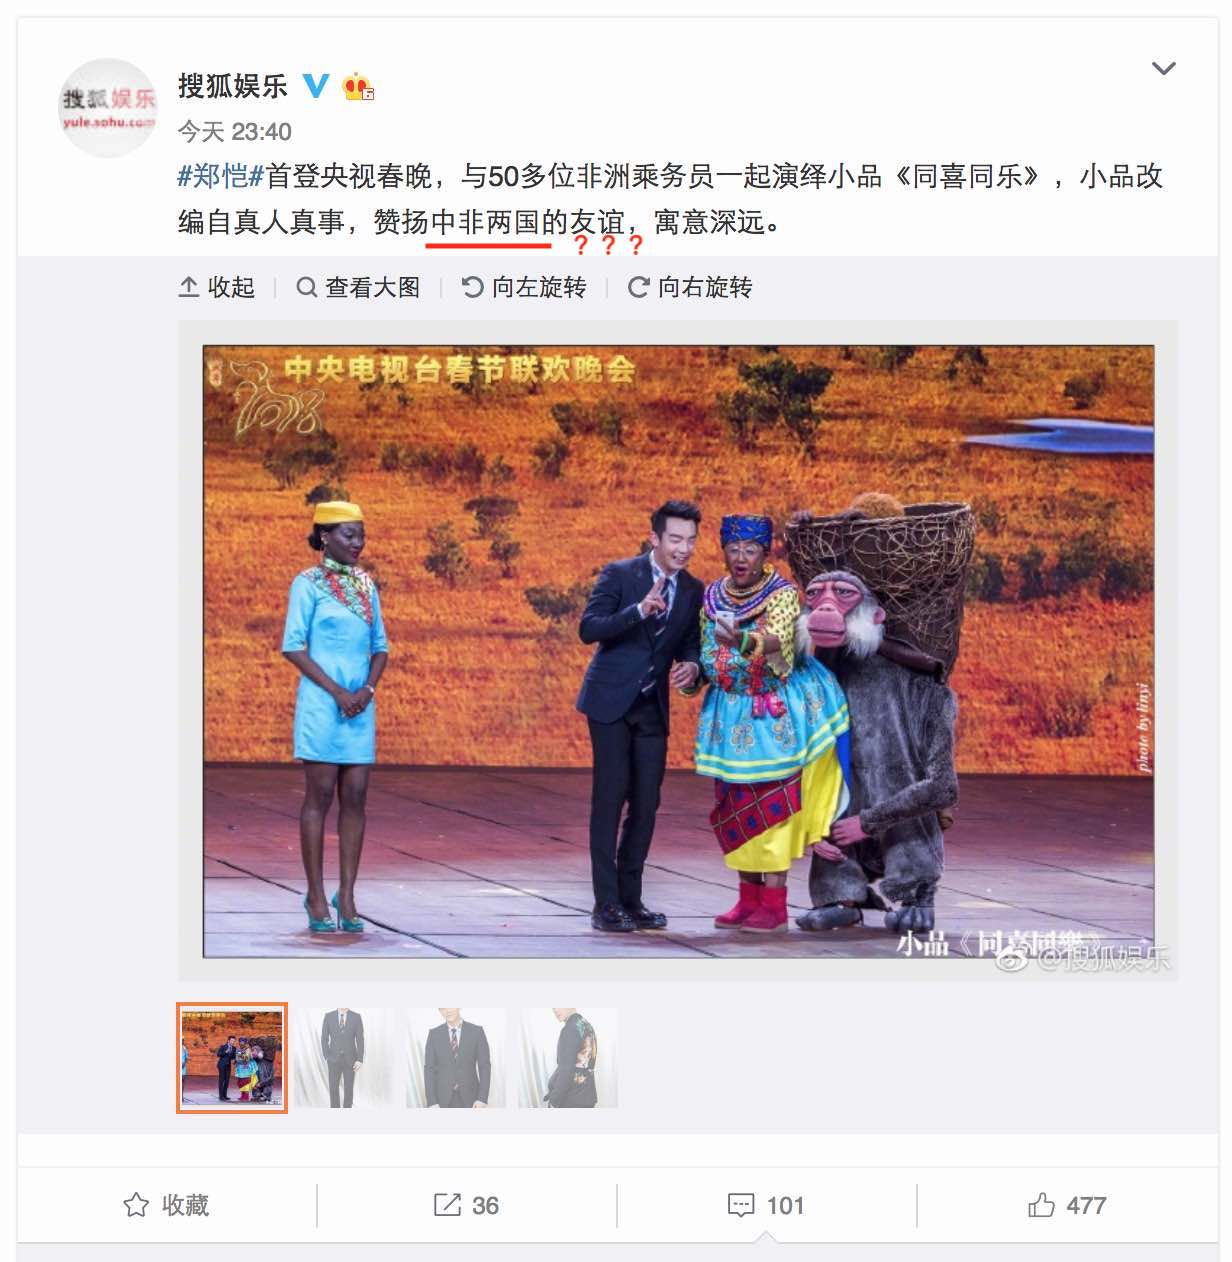 搜狐娱乐
yule.sohu.com
搜狐娱乐
今天 23:40
#郑恺#首登央视春晚，与50多位非洲乘务员一起演绎小品《同喜同乐》，小品改
编自真人真事，赞扬中非两国的友谊，寓意深远。
? ? ?
收起
查看大图
向左旋转
向右旋转
中央电视台春节联欢晚会
2018
photo by linyi
小品《同喜同樂》
@搜狐娱乐
收藏
36
101
477